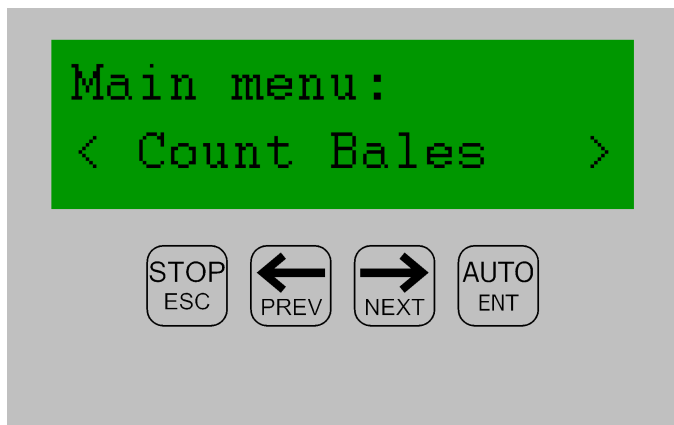 Main menu:
< Count Bales >
STOP PREV NEXT AUTO
ESC ENT